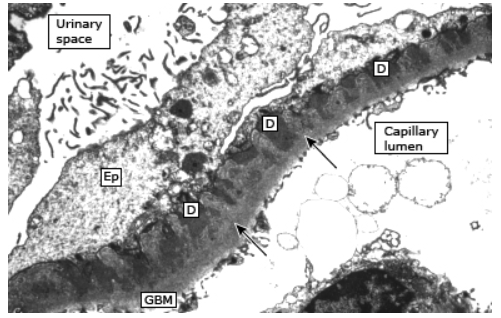 Urinary
space
D
D
Capillary
lumen
Ep
D
GBM